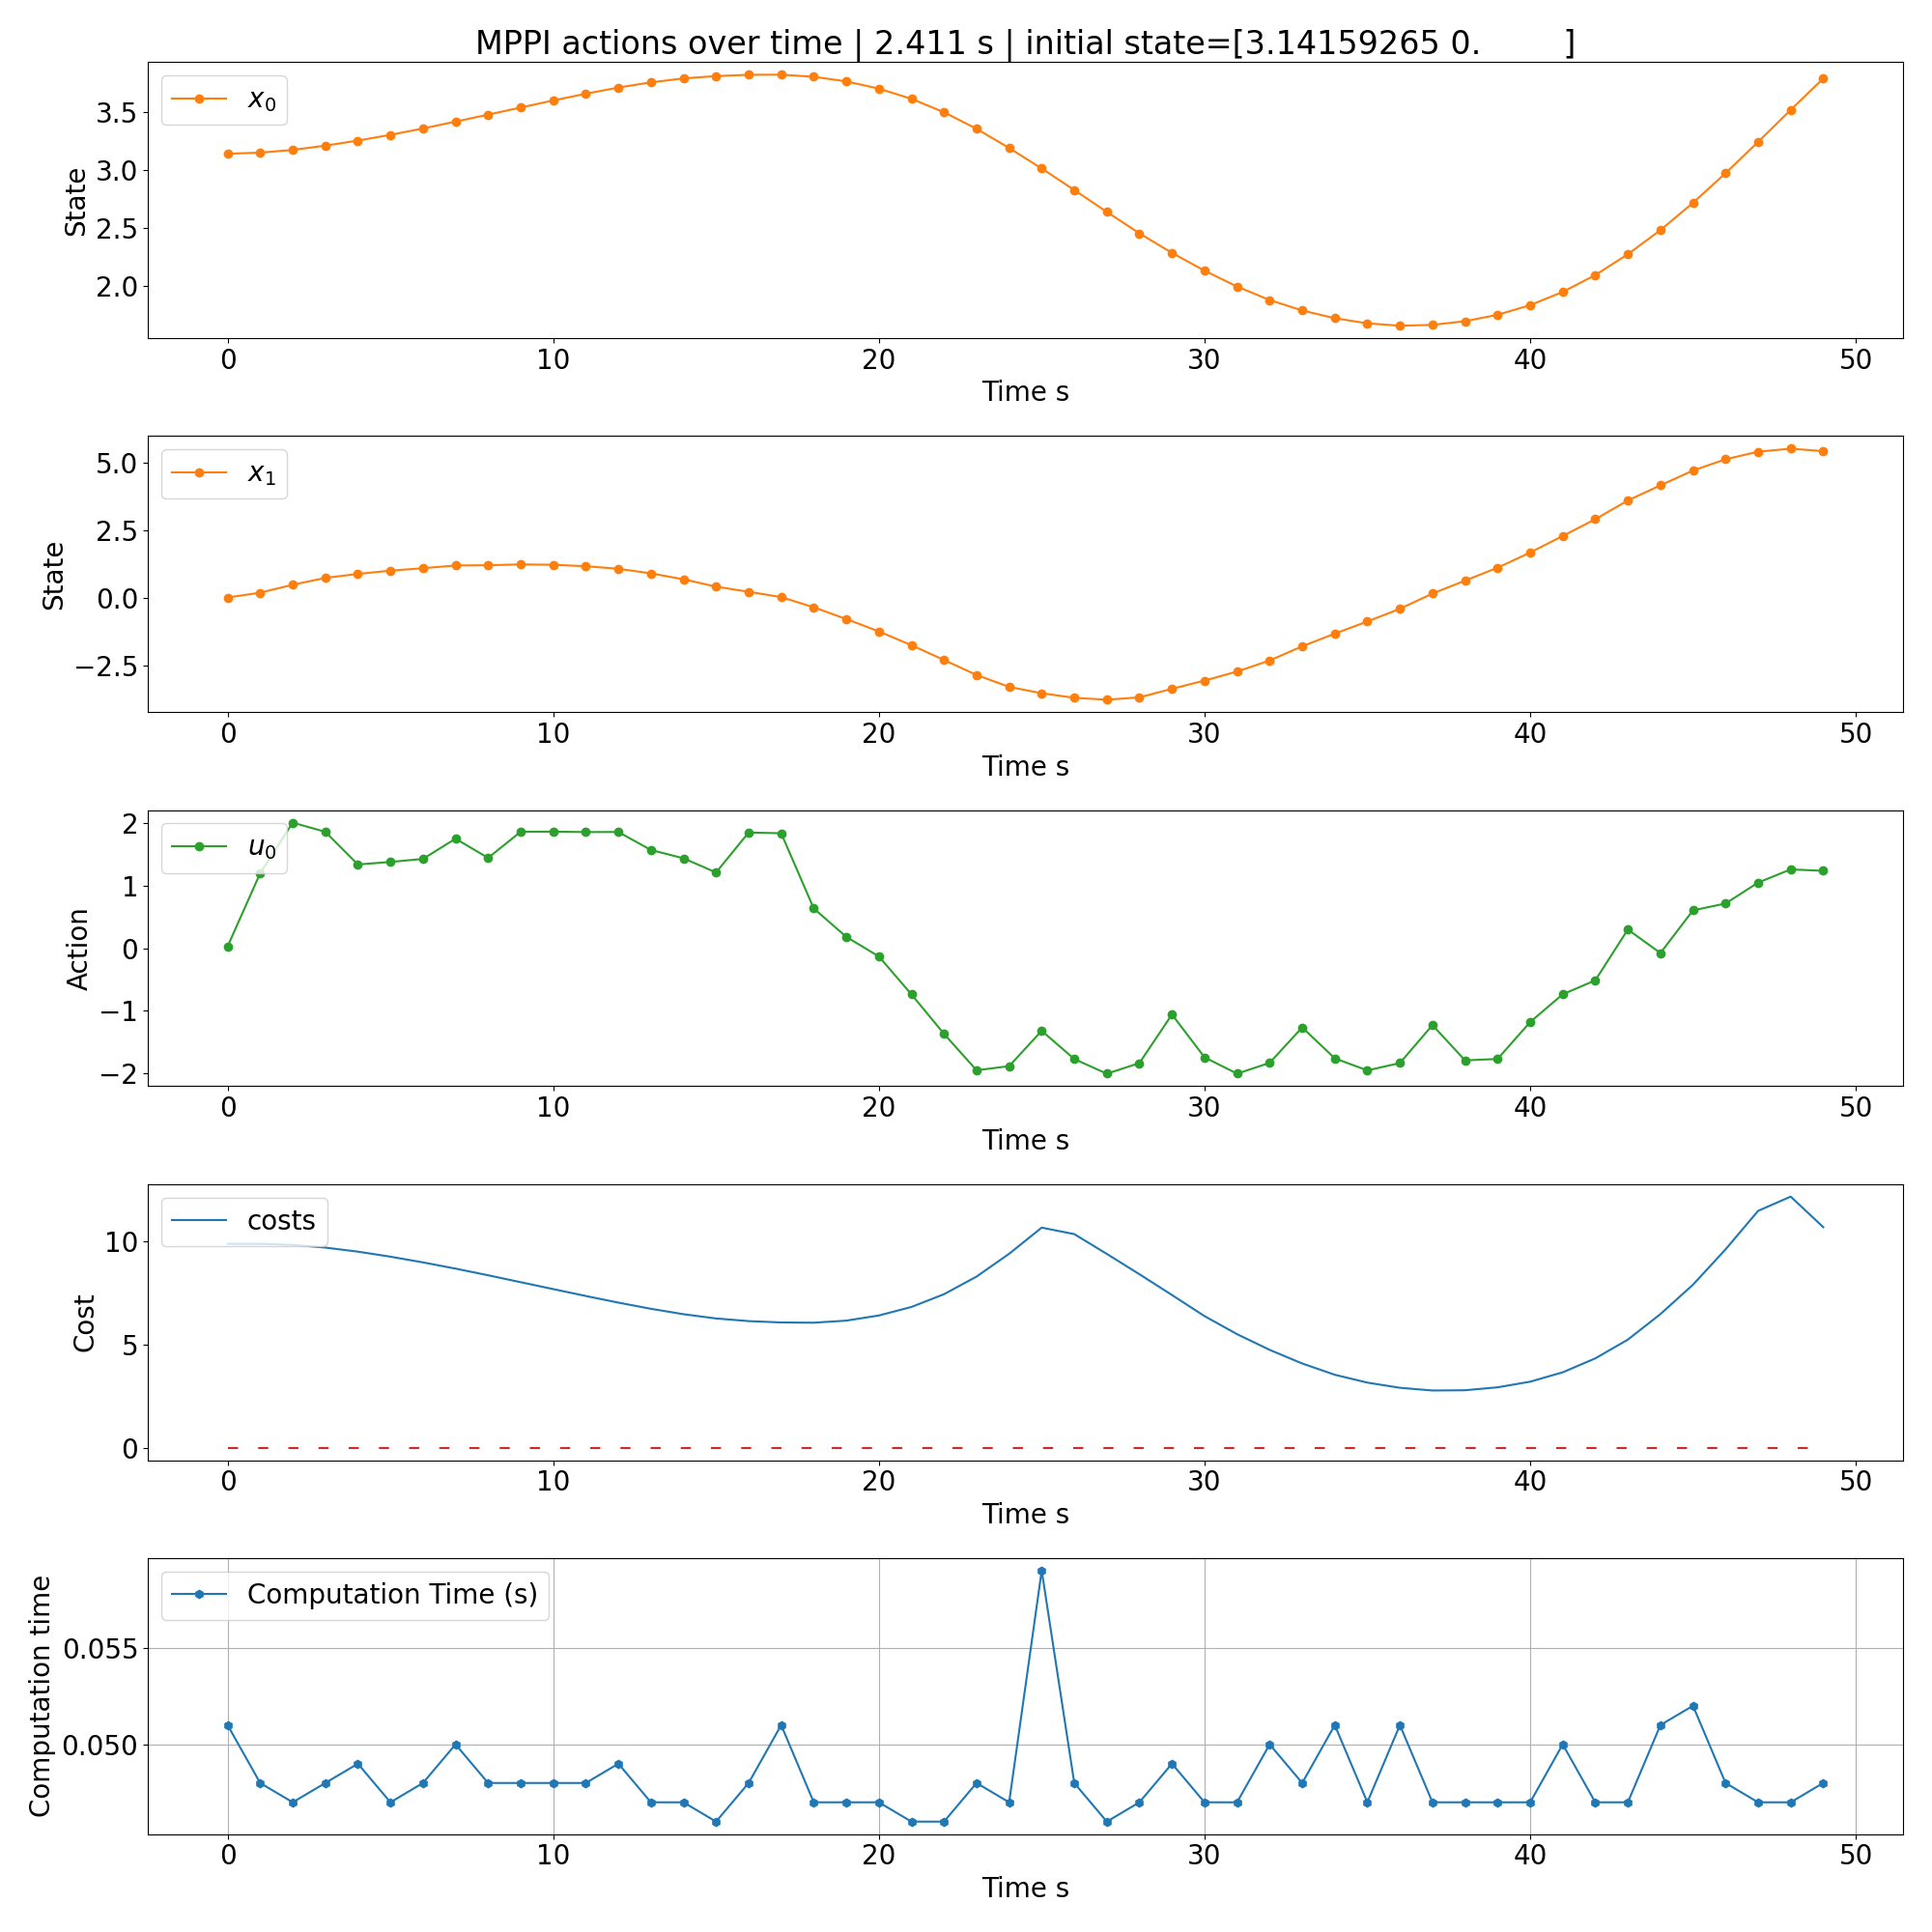 MPPI actions over time | 2.411 s | initial state=[3.14159265 0.        ]
x0
State
3.5
3.0
2.5
2.0
0 10 20 30 40 50
Time s
x1
State
5.0
2.5
0.0
−2.5
0 10 20 30 40 50
Time s
u0
Action
2
1
0
−1
−2
0 10 20 30 40 50
Time s
costs
Cost
10
5
0
0 10 20 30 40 50
Time s
Computation Time (s)
Computation time
0.055
0.050
0 10 20 30 40 50
Time s